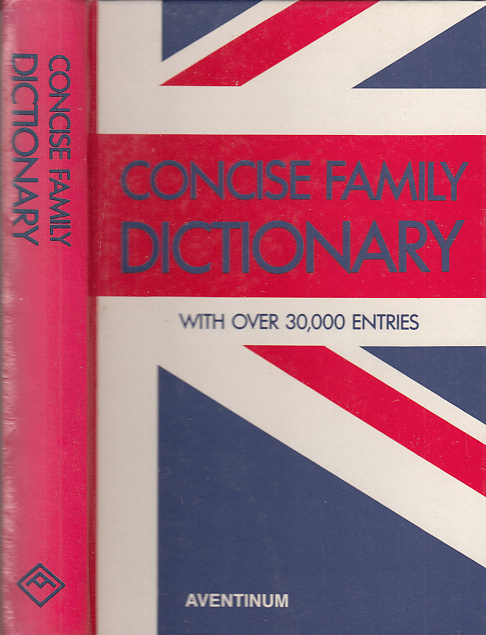 CONCISE FAMILY
DICTIONARY
CONCISE FAMILY
DICTIONARY
WITH OVER 30,000 ENTRIES
AVENTINUM